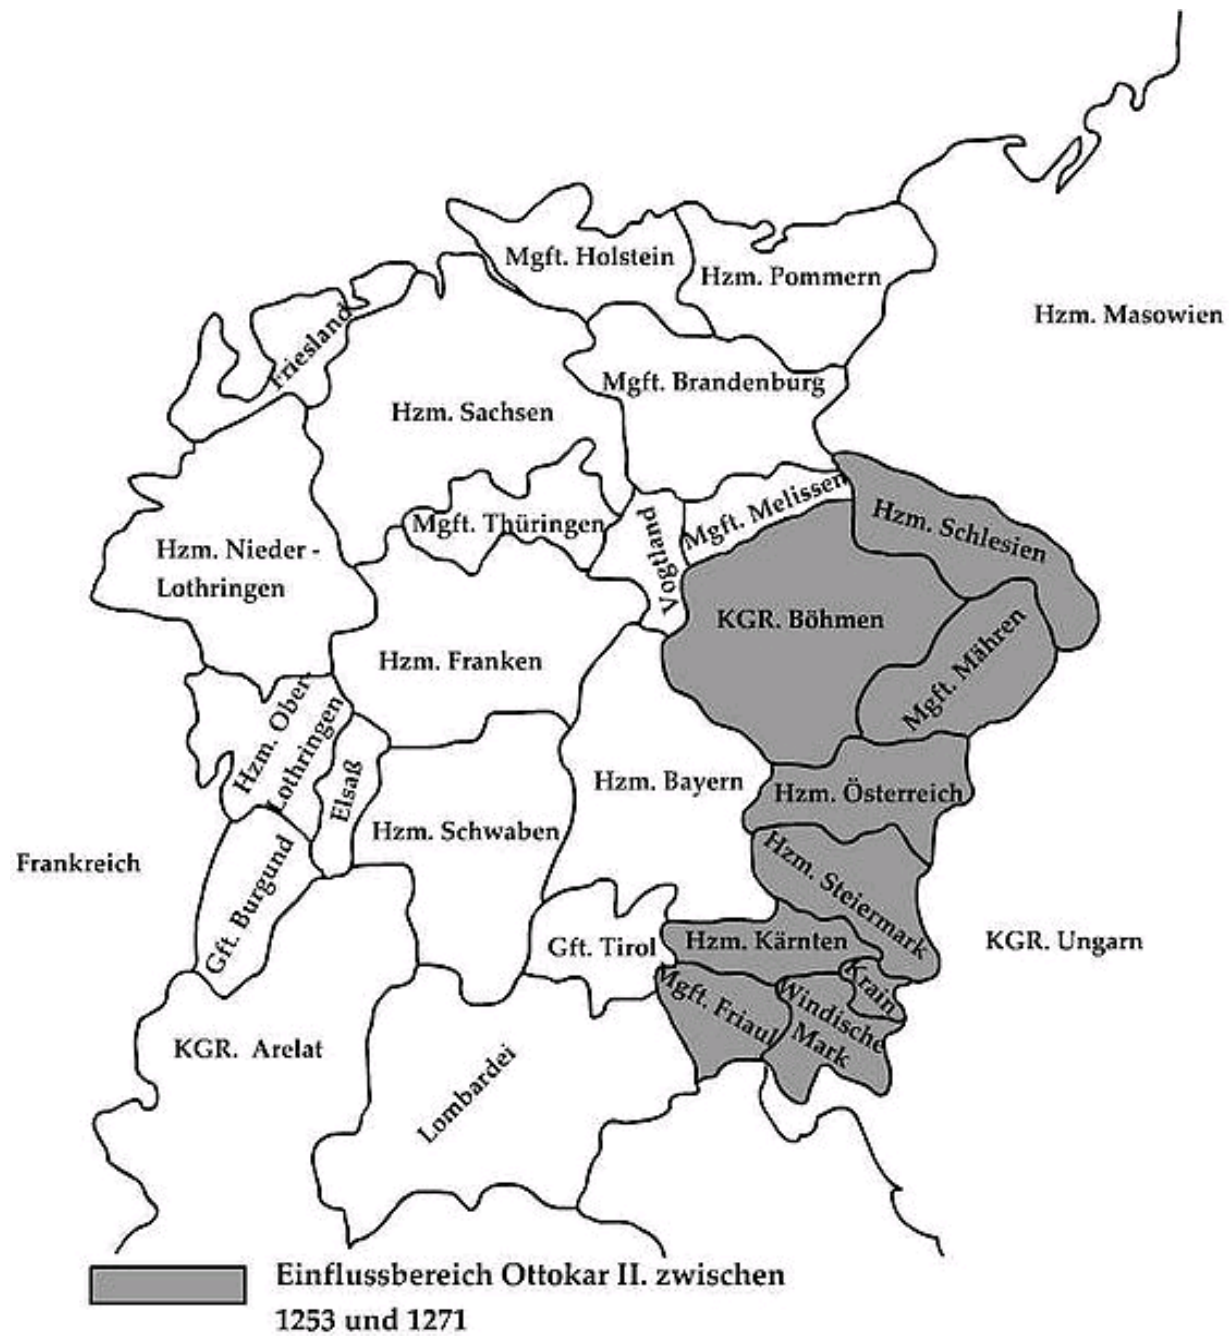 Mgft. Holstein
Hzm. Pommern
Hzm. Masowien
Friesland
Mgft. Brandenburg
Hzm. Sachsen
Mgft. Melissen
Hzm. Schlesien
Mgft. Thüringen
Vogtland
Hzm. Nieder -
Lothringen
KGR. Böhmen
Mgft. Mähren
Hzm. Franken
Hzm. Ober-
Lothringen
Elsaß
Hzm. Bayern
Hzm. Österreich
Hzm. Schwaben
Frankreich
Gft. Burgund
Hzm. Steiermark
Gft. Tirol
Hzm. Kärnten
KGR. Ungarn
Krain
Mgft. Friaul
Windische
Mark
KGR. Arelat
Lombardei
Einflussbereich Ottokar II. zwischen
1253 und 1271